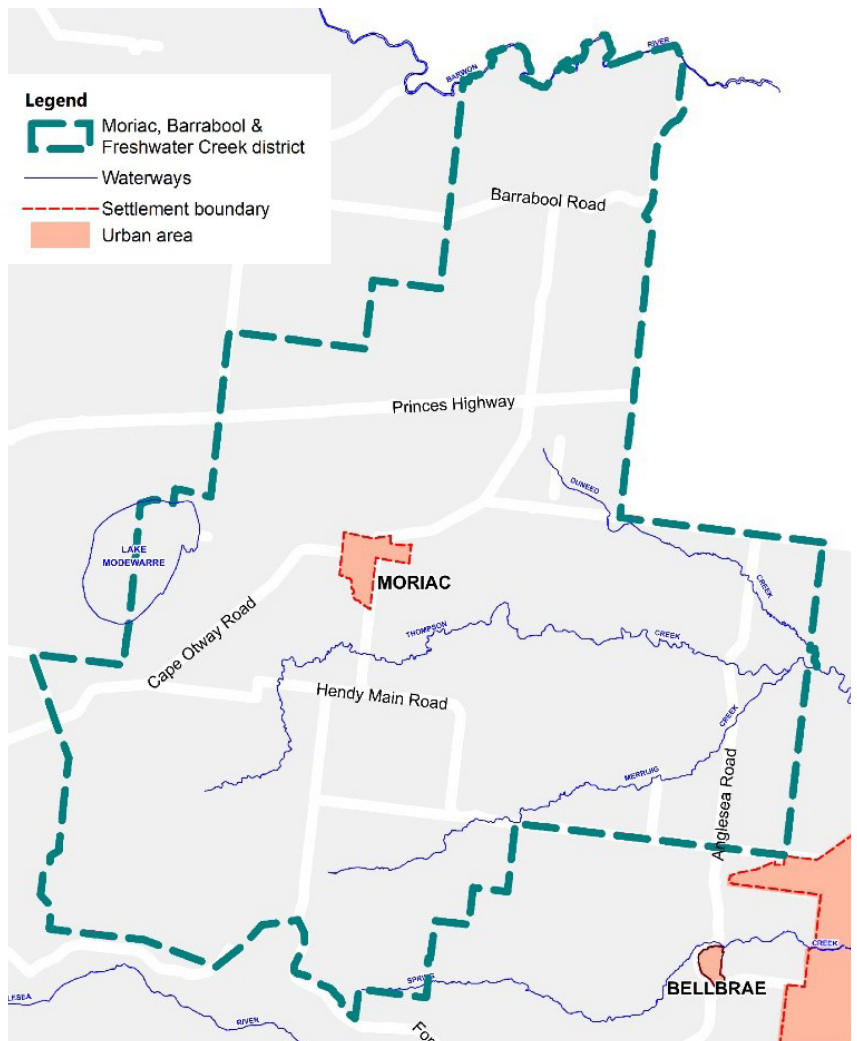 BARWON
RIVER
Legend
Moriac, Barrabool &
Freshwater Creek district
Waterways
Settlement boundary
Urban area
Barrabool Road
Princes Highway
DUNEED
CREEK
LAKE
MODEWARRE
MORIAC
Cape Otway Road
THOMPSON
CREEK
Hendy Main Road
CREEK
MERRIJIG
Anglesea Road
CREEK
SPRING
BELLBRAE
RIVER